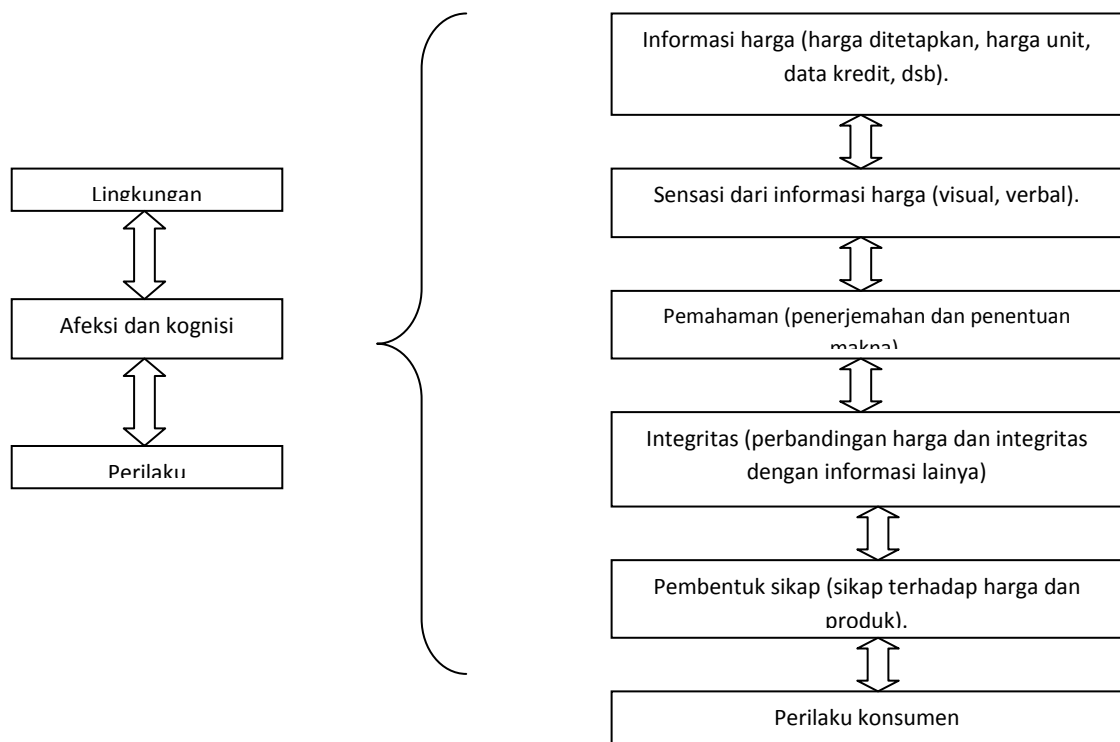 Lingkungan
Afeksi dan kognisi
Perilaku
Informasi harga (harga ditetapkan, harga unit,
data kredit, dsb).
Sensasi dari informasi harga (visual, verbal).
Pemahaman (penerjemahan dan penentuan
makna)
Integritas (perbandingan harga dan integritas
dengan informasi lainya)
Pembentuk sikap (sikap terhadap harga dan
produk).
Perilaku konsumen